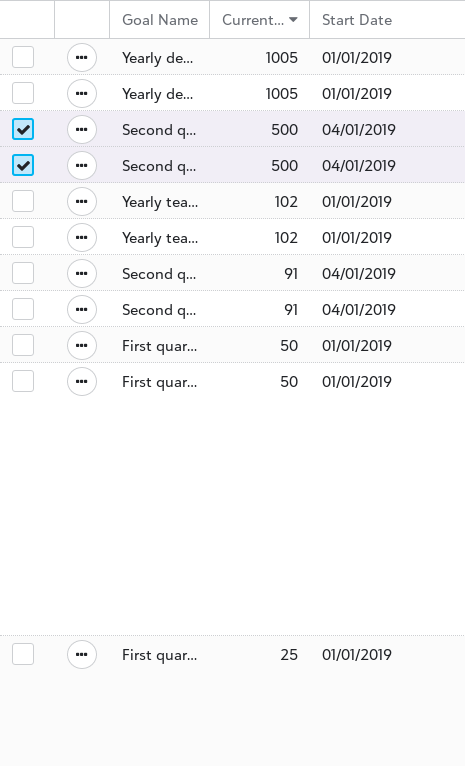 Goal Name Current... Start Date
Yearly de... 1005 01/01/2019
Yearly de... 1005 01/01/2019
Second q... 500 04/01/2019
Second q... 500 04/01/2019
Yearly tea... 102 01/01/2019
Yearly tea... 102 01/01/2019
Second q... 91 04/01/2019
Second q... 91 04/01/2019
First quar... 50 01/01/2019
First quar... 50 01/01/2019
First quar... 25 01/01/2019